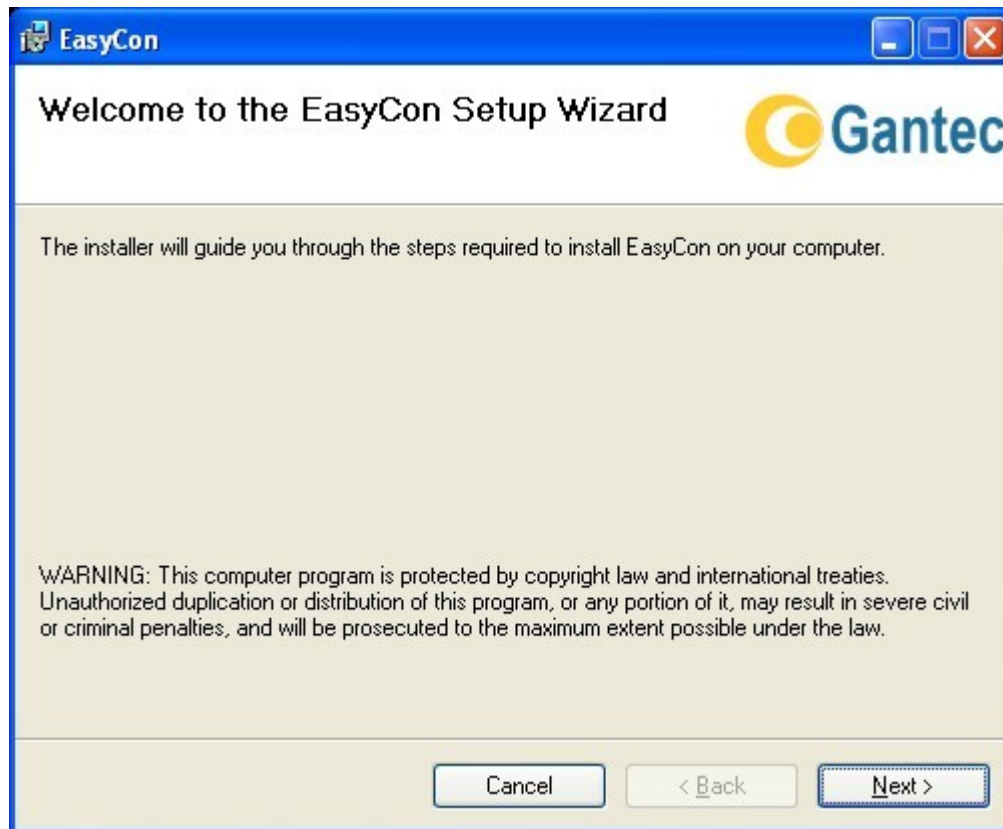 EasyCon
Welcome to the EasyCon Setup Wizard
Gantec
The installer will guide you through the steps required to install EasyCon on your computer.
WARNING: This computer program is protected by copyright law and international treaties.
Unauthorized duplication or distribution of this program, or any portion of it, may result in severe civil
or criminal penalties, and will be prosecuted to the maximum extent possible under the law.
Cancel
< Back
Next >